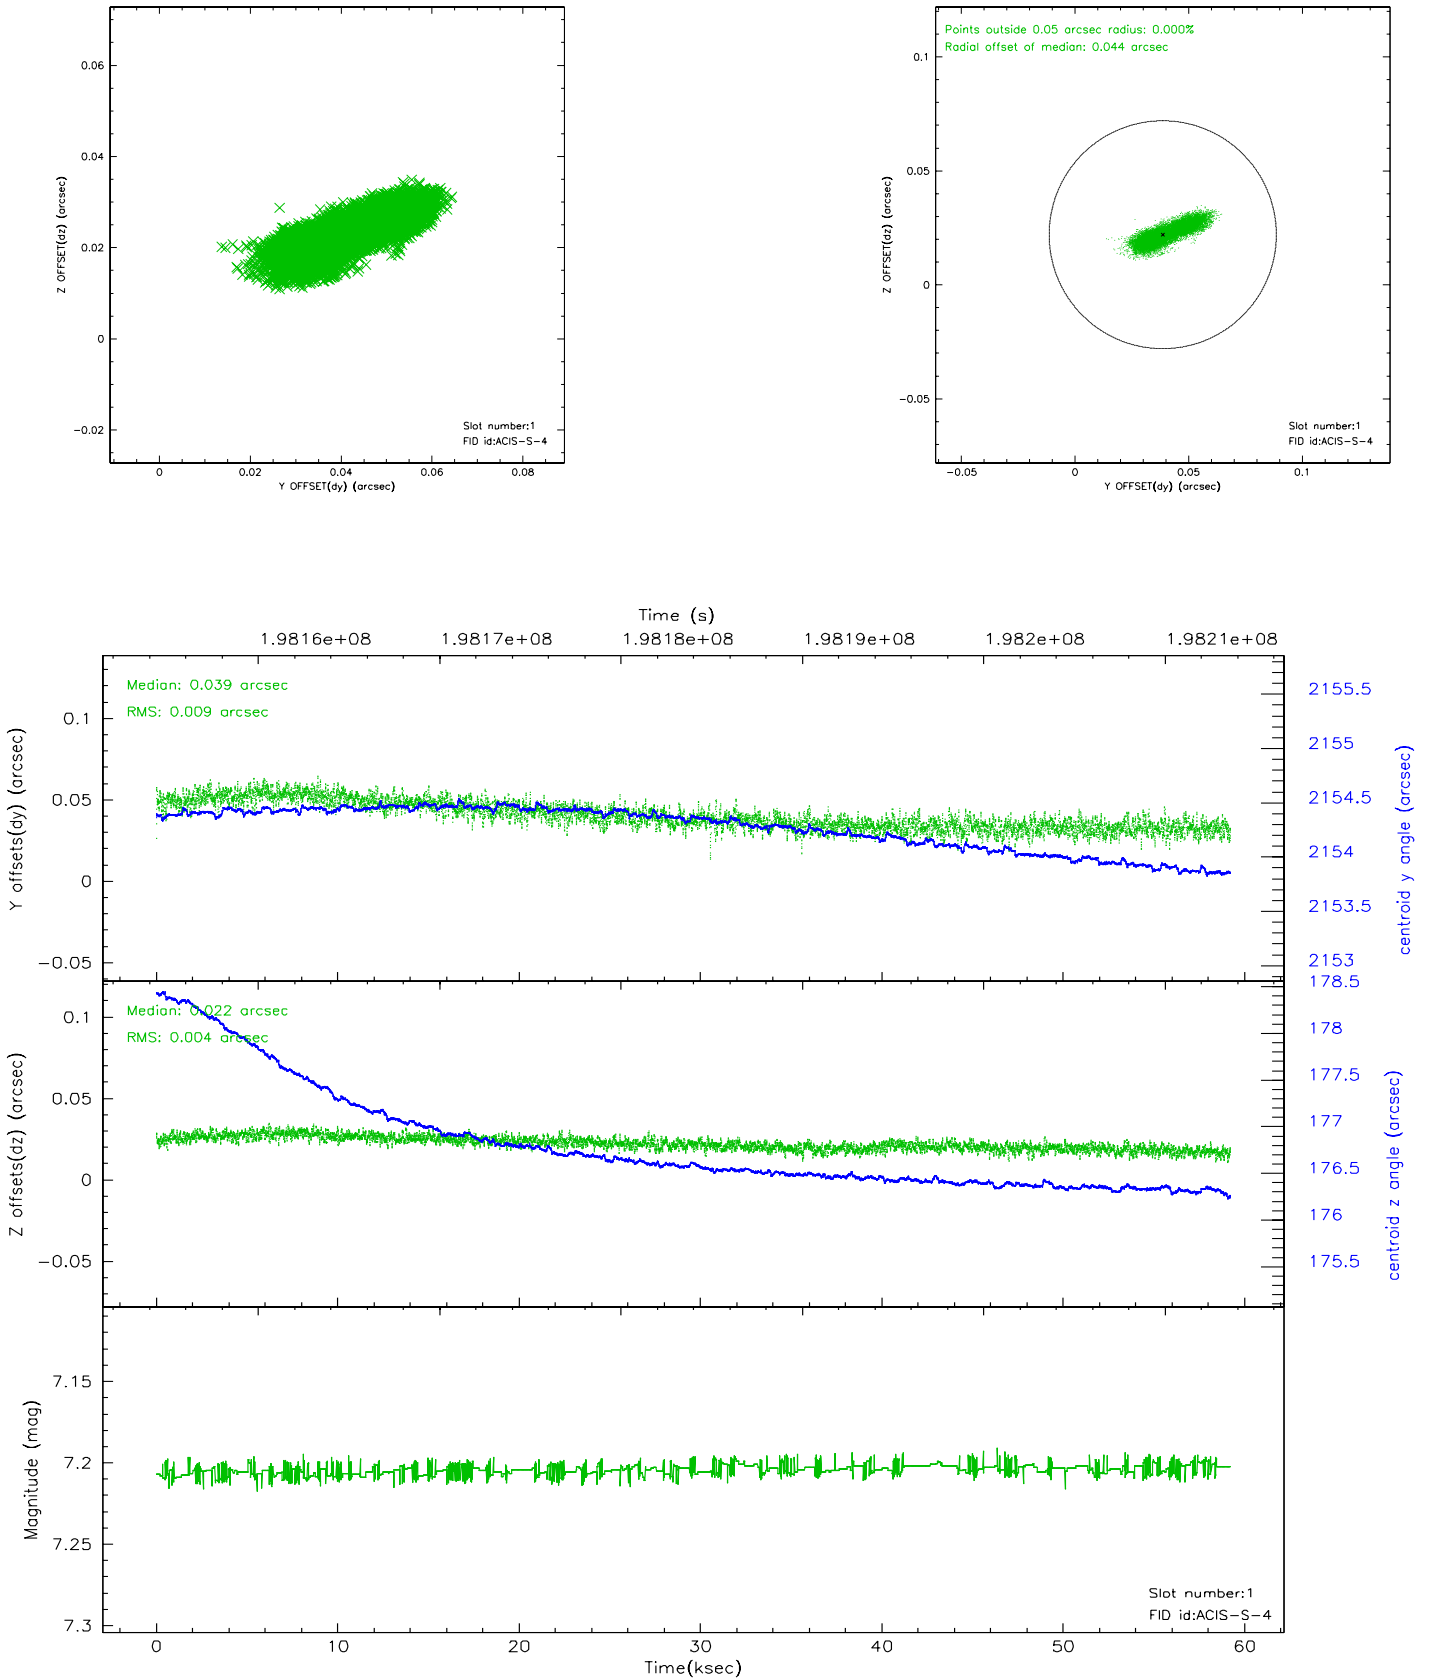 0.06
0.04
0.02
0
-0.02
Z OFFSET(dz) (arcsec)
0
0.02
0.04
0.06
0.08
Y OFFSET(dy) (arcsec)
Slot number:1
FID id:ACIS-S-4
Points outside 0.05 arcsec radius: 0.000%
Radial offset of median: 0.044 arcsec
0.1
0.05
0
-0.05
Z OFFSET(dz) (arcsec)
-0.05
0
0.05
0.1
Y OFFSET(dy) (arcsec)
Slot number:1
FID id:ACIS-S-4
Time (s)
1.9816e+08
1.9817e+08
1.9818e+08
1.9819e+08
1.982e+08
1.9821e+08
Median: 0.039 arcsec
RMS: 0.009 arcsec
0.1
0.05
0
-0.05
Y offsets(dy) (arcsec)
2155.5
2155
2154.5
2154
2153.5
2153
centroid y angle (arcsec)
Median: 0.022 arcsec
RMS: 0.004 arcsec
0.1
0.05
0
-0.05
Z offsets(dz) (arcsec)
178.5
178
177.5
177
176.5
176
175.5
centroid z angle (arcsec)
7.15
7.2
7.25
7.3
Magnitude (mag)
Slot number:1
FID id:ACIS-S-4
0
10
20
30
40
50
60
Time(ksec)